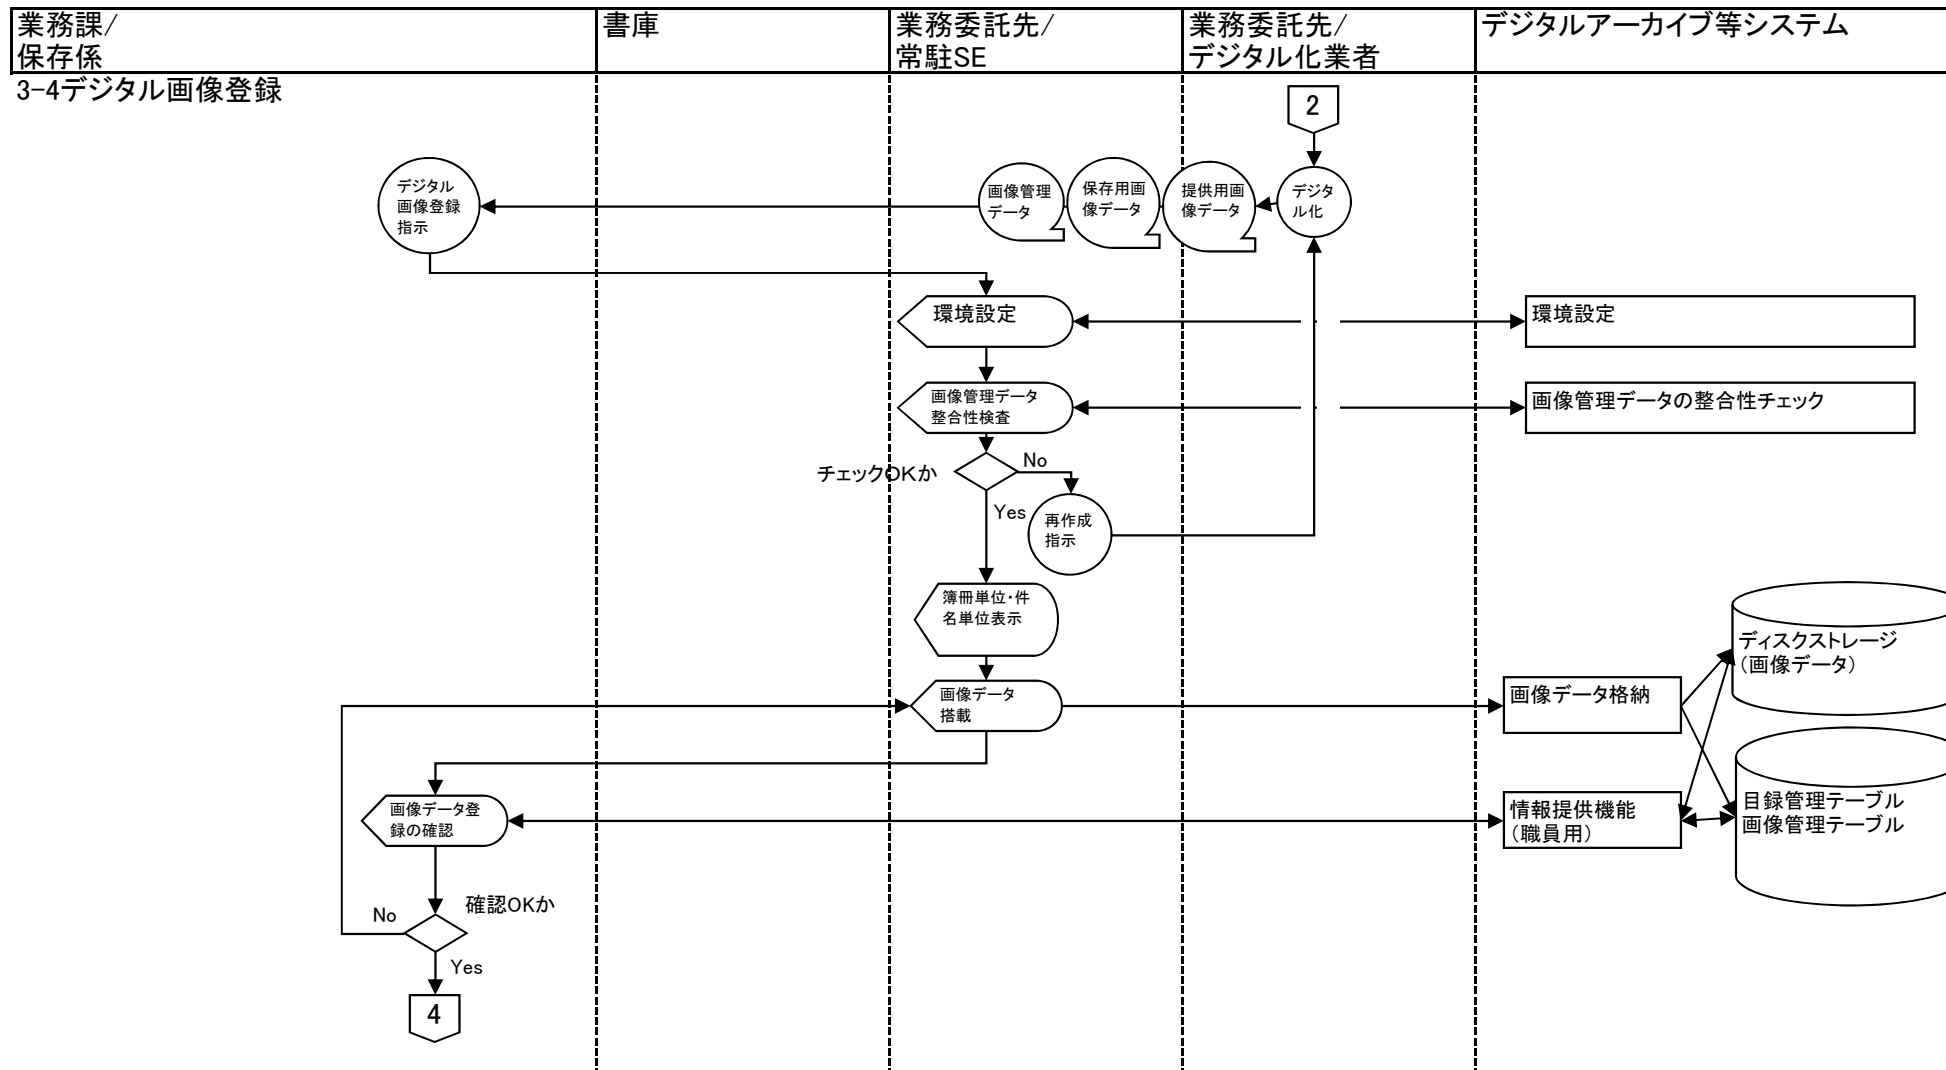 業務課/
保存係
書庫
業務委託先/
常駐SE
業務委託先/
デジタル化業者
デジタルアーカイブ等システム
3-4デジタル画像登録
2
デジタル
画像登録
指示
画像管理
データ
保存用画
像データ
提供用画
像データ
デジタ
ル化
環境設定
環境設定
画像管理データ
整合性検査
画像管理データの整合性チェック
チェックOKか
No
Yes
再作成
指示
簿冊単位・件
名単位表示
ディスクストレージ
(画像データ)
画像データ
搭載
画像データ格納
画像データ登
録の確認
情報提供機能
(職員用)
目録管理テーブル
画像管理テーブル
確認OKか
No
Yes
4